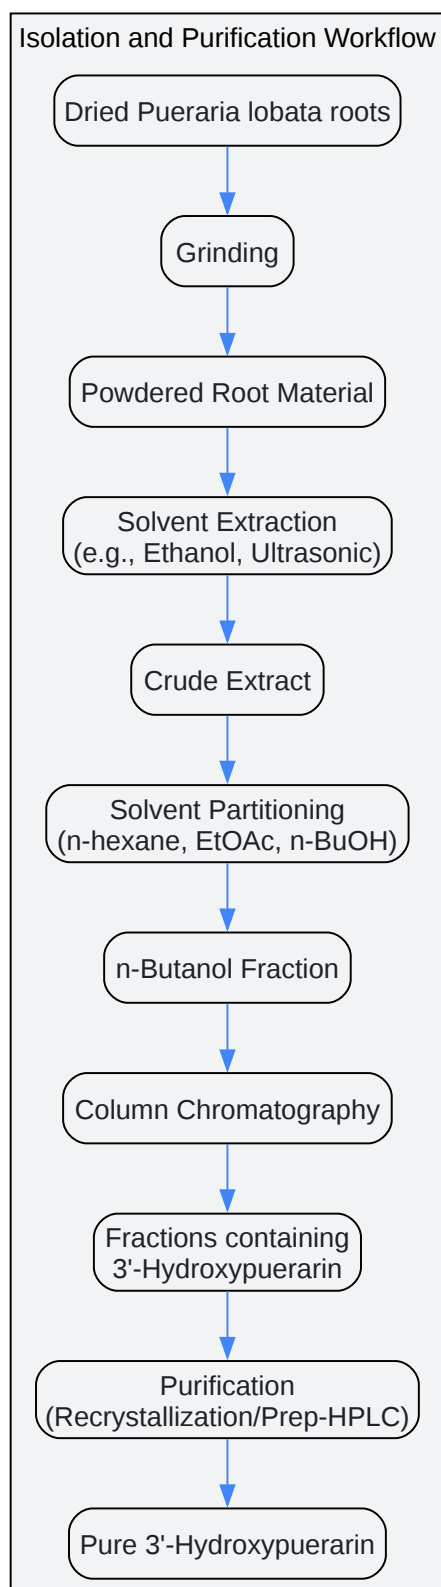 Isolation and Purification Workflow
Dried Pueraria lobata roots
Grinding
Powdered Root Material
Solvent Extraction
(e.g., Ethanol, Ultrasonic)
Crude Extract
Solvent Partitioning
(n-hexane, EtOAc, n-BuOH)
n-Butanol Fraction
Column Chromatography
Fractions containing
3'-Hydroxypuerarin
Purification
(Recrystallization/Prep-HPLC)
Pure 3'-Hydroxypuerarin